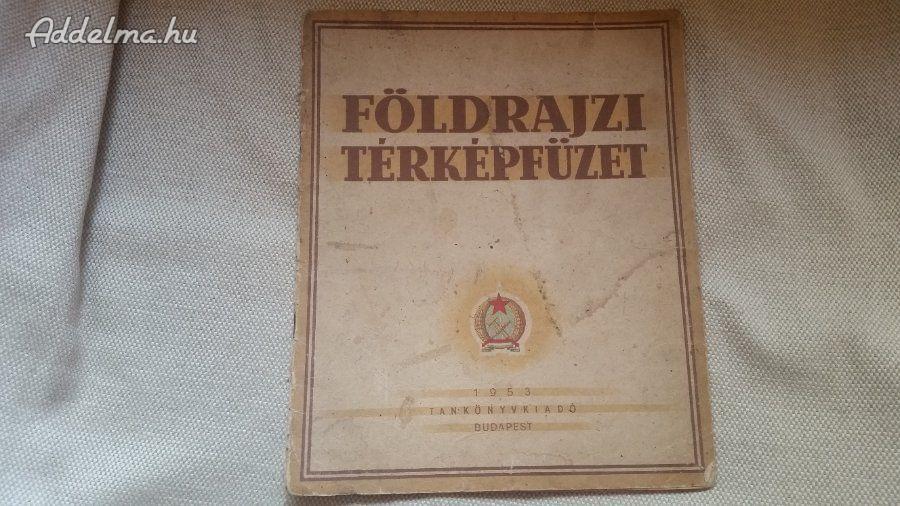 Addelma.hu
FÖLDRAJZI
TÉRKÉPFÜZET
1953
TANKÖNYVKIADÓ
BUDAPEST